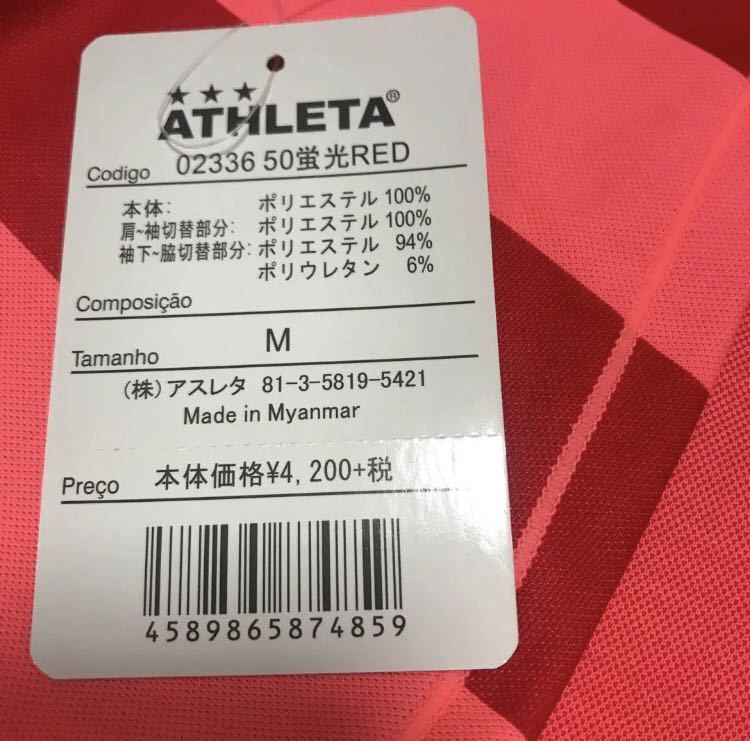 ★★★
ATHLETA®
Codigo 02336 50蛍光RED
本体: ポリエステル 100%
肩~袖切替部分: ポリエステル 100%
袖下~脇切替部分: ポリエステル 94%
ポリウレタン 6%
Composição
Tamanho M
(株)アスレタ 81-3-5819-5421
Made in Myanmar
Preço 本体価格¥4,200+税
4589865874859